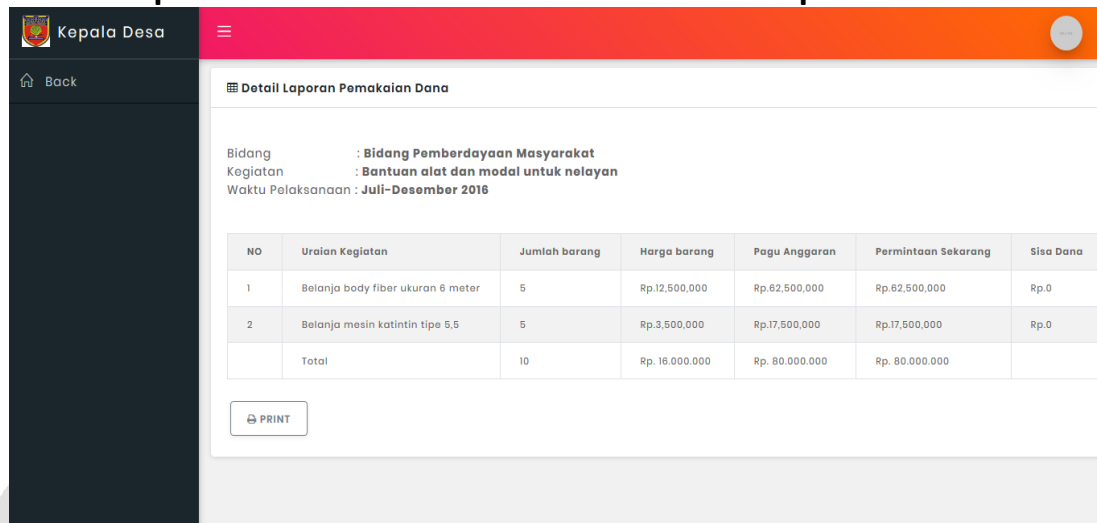 Kepala Desa
Back
Detail Laporan Pemakaian Dana
Bidang : Bidang Pemberdayaan Masyarakat
Kegiatan : Bantuan alat dan modal untuk nelayan
Waktu Pelaksanaan : Juli-Desember 2016
NO Uraian Kegiatan Jumlah barang Harga barang Pagu Anggaran Permintaan Sekarang Sisa Dana
1 Belanja body fiber ukuran 6 meter 5 Rp.12,500,000 Rp.62,500,000 Rp.62,500,000 Rp.0
2 Belanja mesin katintin tipe 5,5 5 Rp.3,500,000 Rp.17,500,000 Rp.17,500,000 Rp.0
Total 10 Rp. 16.000.000 Rp. 80.000.000 Rp. 80.000.000
PRINT